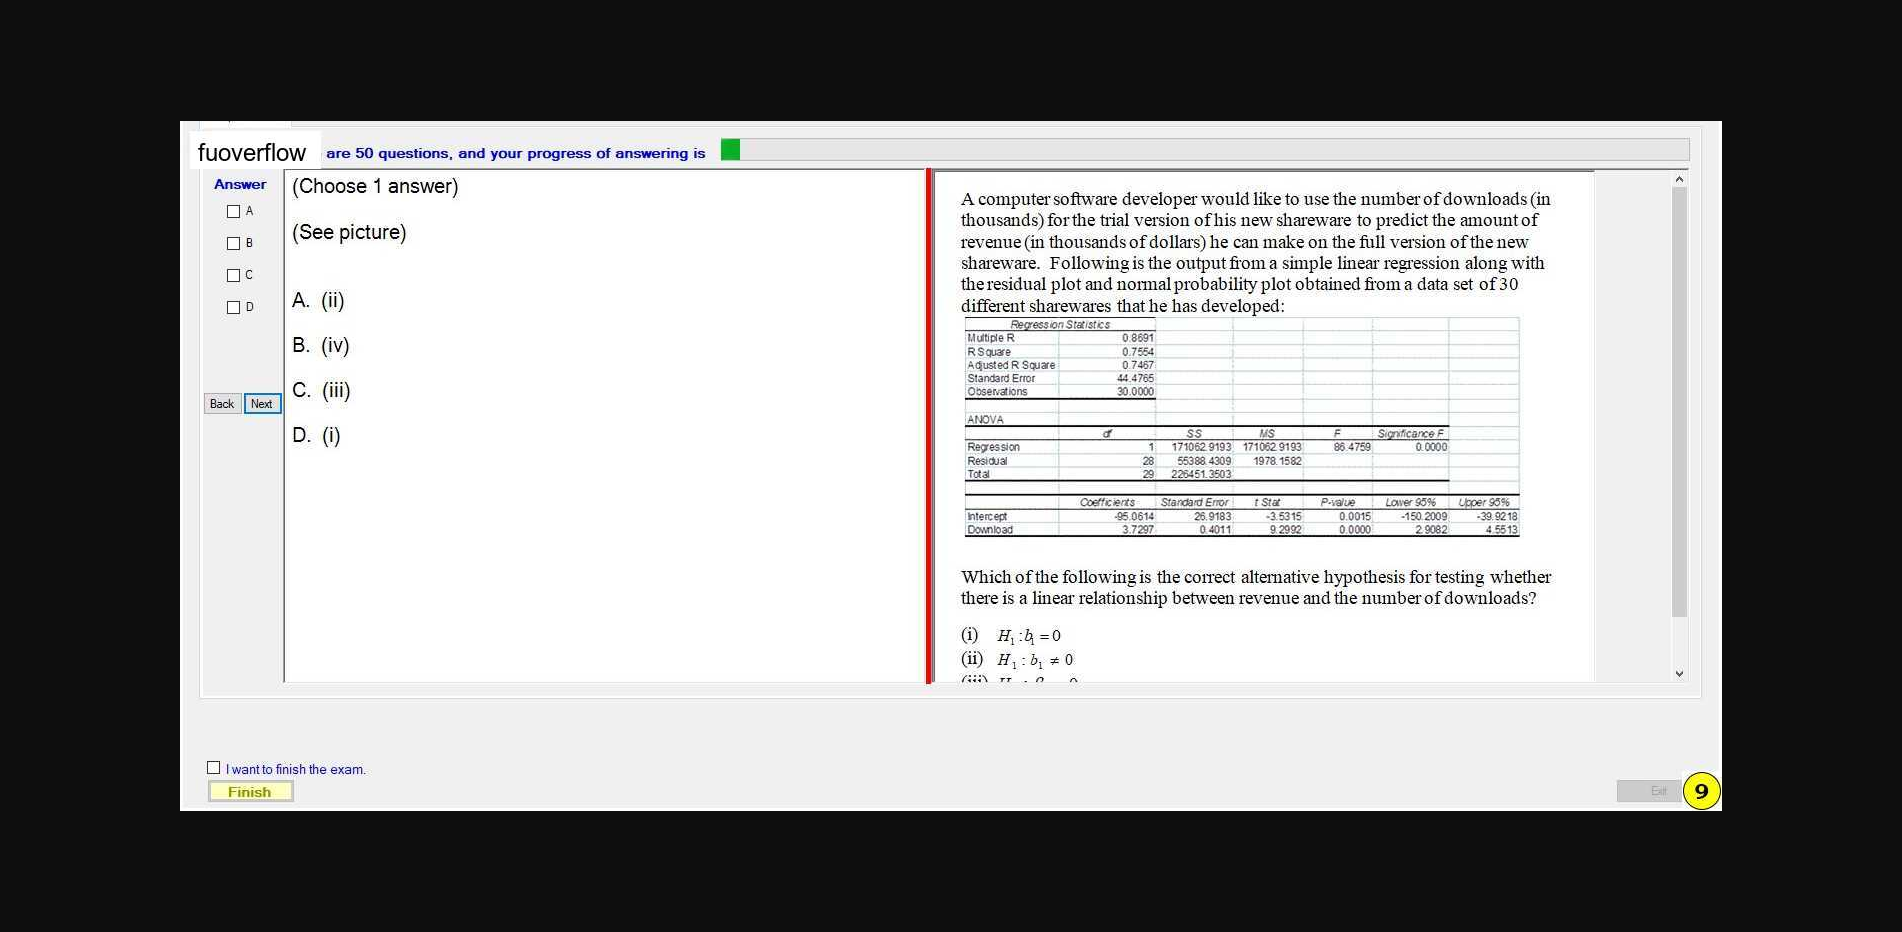 fuoverflow are 50 questions, and your progress of answering is
Answer
A
B
C
D
Back Next
(Choose 1 answer)
(See picture)
A. (ii)
B. (iv)
C. (iii)
D. (i)
A computer software developer would like to use the number of downloads (in
thousands) for the trial version of his new shareware to predict the amount of
revenue (in thousands of dollars) he can make on the full version of the new
shareware. Following is the output from a simple linear regression along with
the residual plot and normal probability plot obtained from a data set of 30
different sharewares that he has developed:
Regression Statistics
Multiple R 0.8691
R Square 0.7554
Adjusted R Square 0.7467
Standard Error 44.4765
Observations 30.0000
ANOVA
df SS MS F Significance F
Regression 1 171062.9193 171062.9193 86.4759 0.0000
Residual 28 55388.4309 1978.1582
Total 29 226451.3503
Coefficients Standard Error t Stat P-value Lower 95% Upper 95%
Intercept -95.0614 26.9183 -3.5315 0.0015 -150.2009 -39.9218
Download 3.7297 0.4011 9.2992 0.0000 2.9082 4.5513
Which of the following is the correct alternative hypothesis for testing whether
there is a linear relationship between revenue and the number of downloads?
(i) H₁ : b₁ = 0
(ii) H₁ : b₁ ≠ 0
(iii)
I want to finish the exam.
Finish
Exit
9